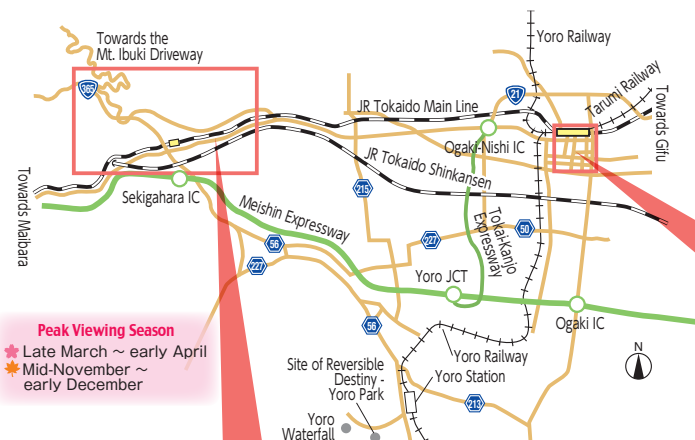 Towards the
Mt. Ibuki Driveway
365
Yoro Railway
21
Tarumi Railway
Towards Gifu
JR Tokaido Main Line
Ogaki-Nishi IC
JR Tokaido Shinkansen
Towards Maibara
Sekigahara IC
215
Meishin Expressway
Tokai-Kanjo
Expressway
56
227
227
50
Yoro JCT
Ogaki IC
56
Peak Viewing Season
Late March ~ early April
Mid-November ~
early December
Yoro Railway
N
Site of Reversible
Destiny -
Yoro Park
Yoro Station
213
Yoro
Waterfall